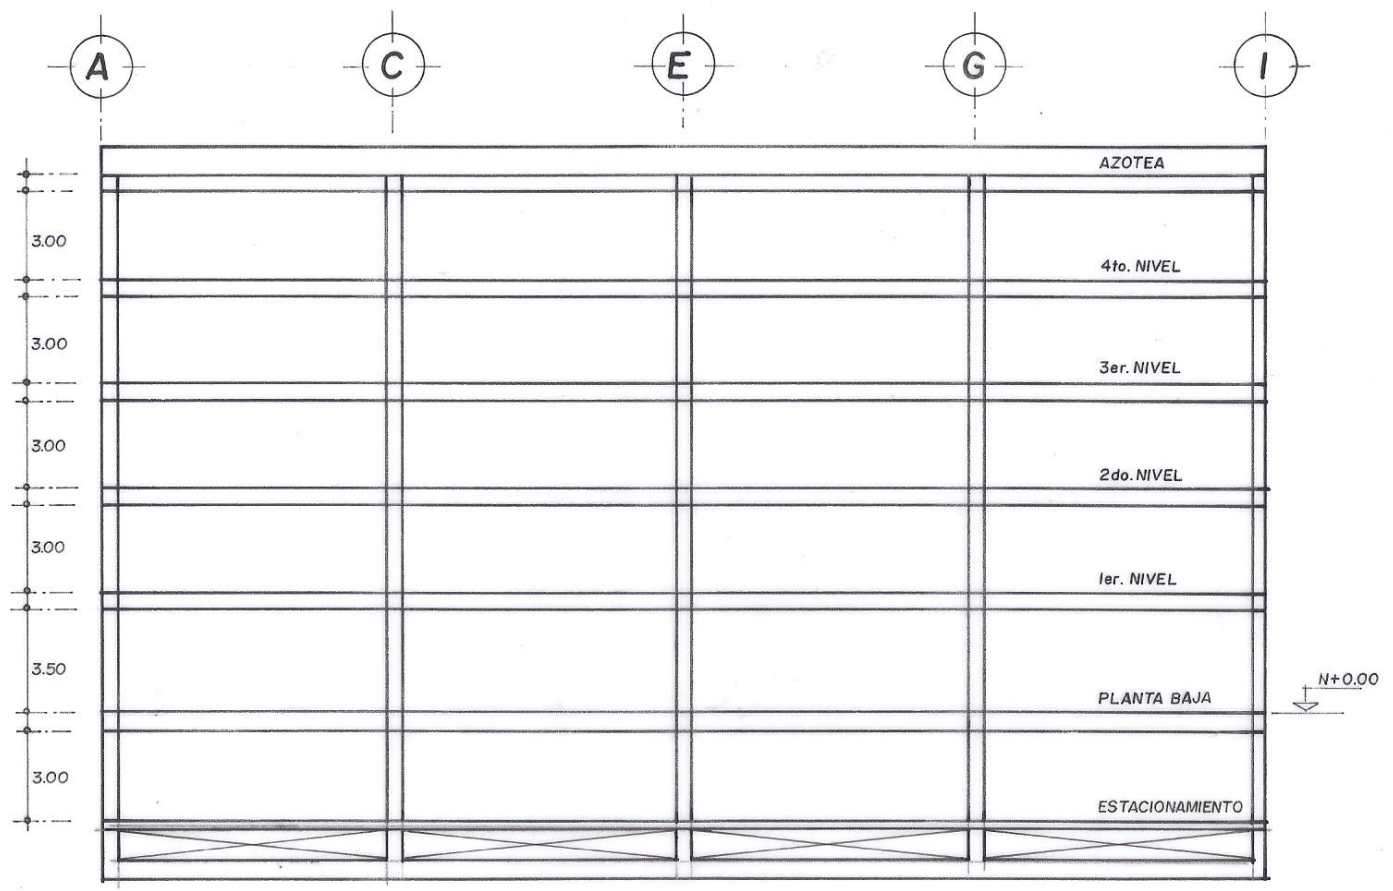 A C E G I
AZOTEA
3.00
4to. NIVEL
3.00
3er. NIVEL
3.00
2do. NIVEL
3.00
1er. NIVEL
3.50
N+0.00
PLANTA BAJA
3.00
ESTACIONAMIENTO